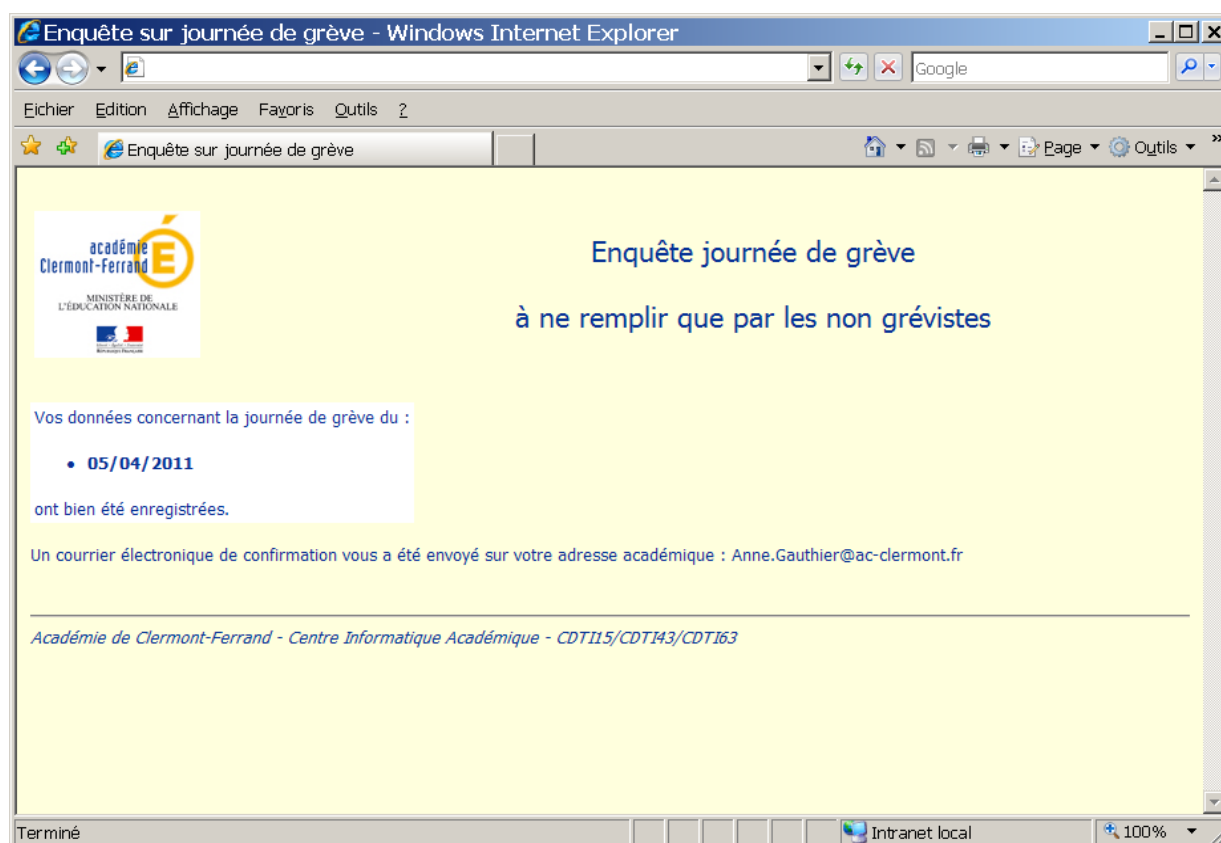 Enquête sur journée de grève - Windows Internet Explorer
Google
Fichier Edition Affichage Favoris Outils ?
Enquête sur journée de grève
Page Outils »
académie
Clermont-Ferrand
MINISTÈRE DE
L'ÉDUCATION NATIONALE
Enquête journée de grève
à ne remplir que par les non grévistes
Vos données concernant la journée de grève du :
• 05/04/2011
ont bien été enregistrées.
Un courrier électronique de confirmation vous a été envoyé sur votre adresse académique : Anne.Gauthier@ac-clermont.fr
Académie de Clermont-Ferrand - Centre Informatique Académique - CDTI15/CDTI43/CDTI63
Terminé
Intranet local
100%